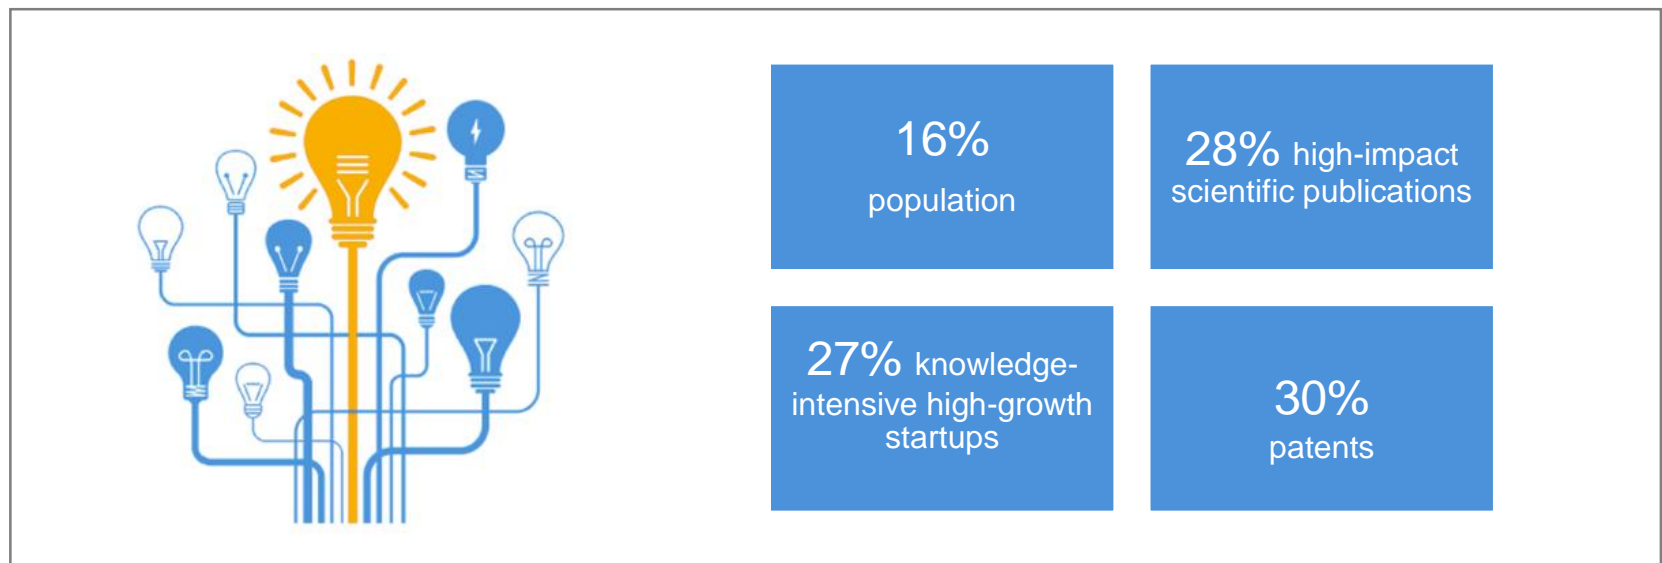 16%
population
28% high-impact
scientific publications
27% knowledge-
intensive high-growth
startups
30%
patents